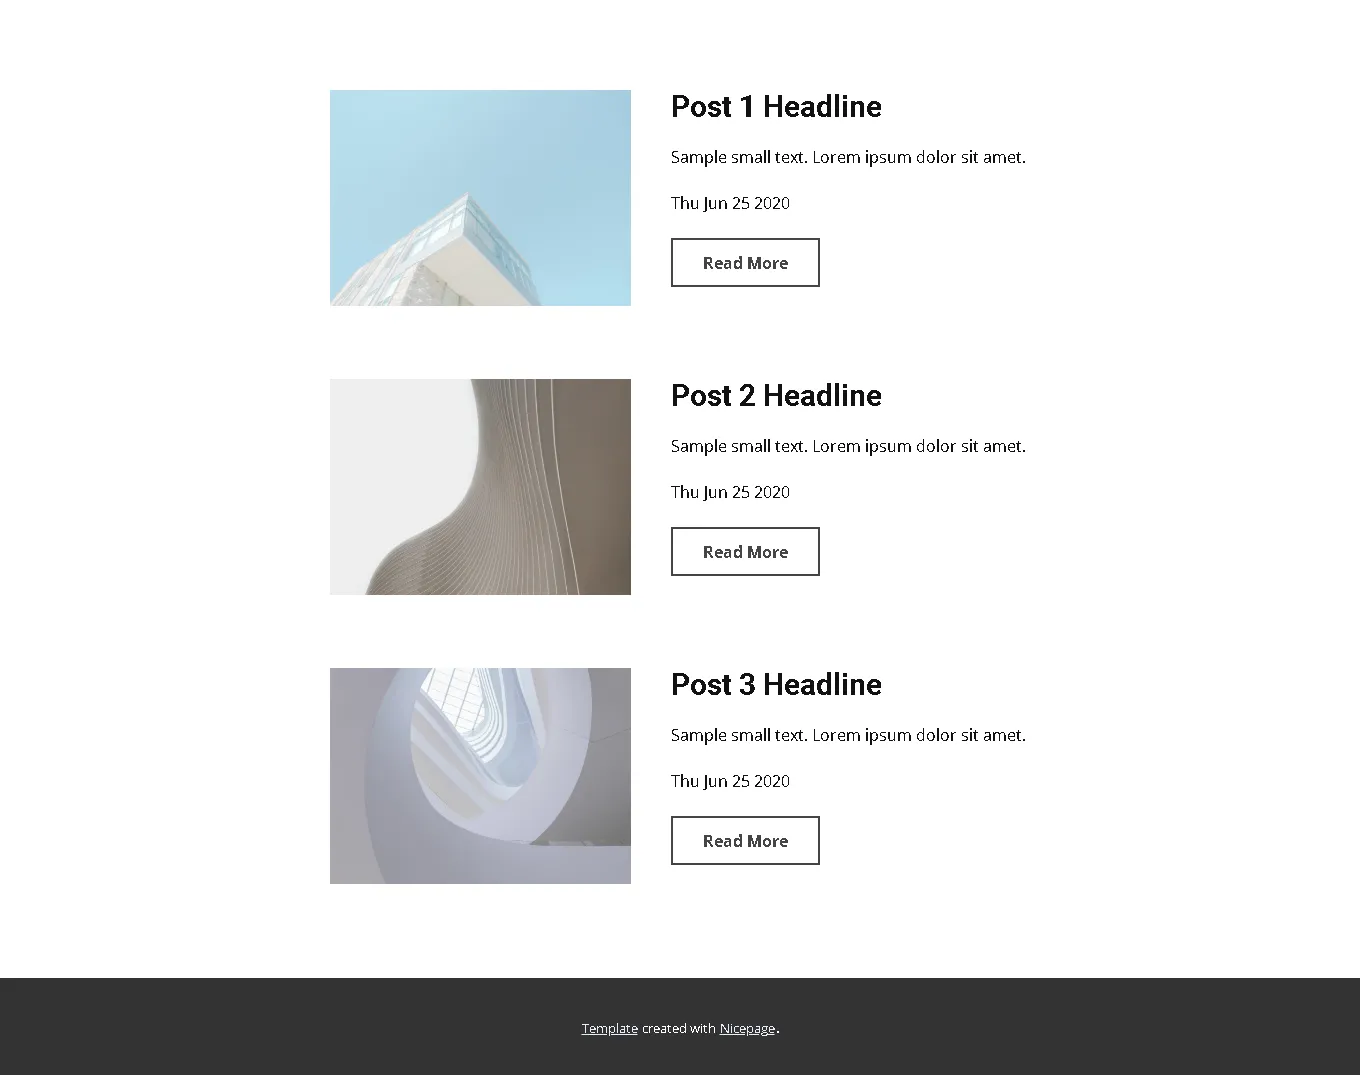 Post 1 Headline
Sample small text. Lorem ipsum dolor sit amet.
Thu Jun 25 2020
Read More
Post 2 Headline
Sample small text. Lorem ipsum dolor sit amet.
Thu Jun 25 2020
Read More
Post 3 Headline
Sample small text. Lorem ipsum dolor sit amet.
Thu Jun 25 2020
Read More
Template created with Nicepage.